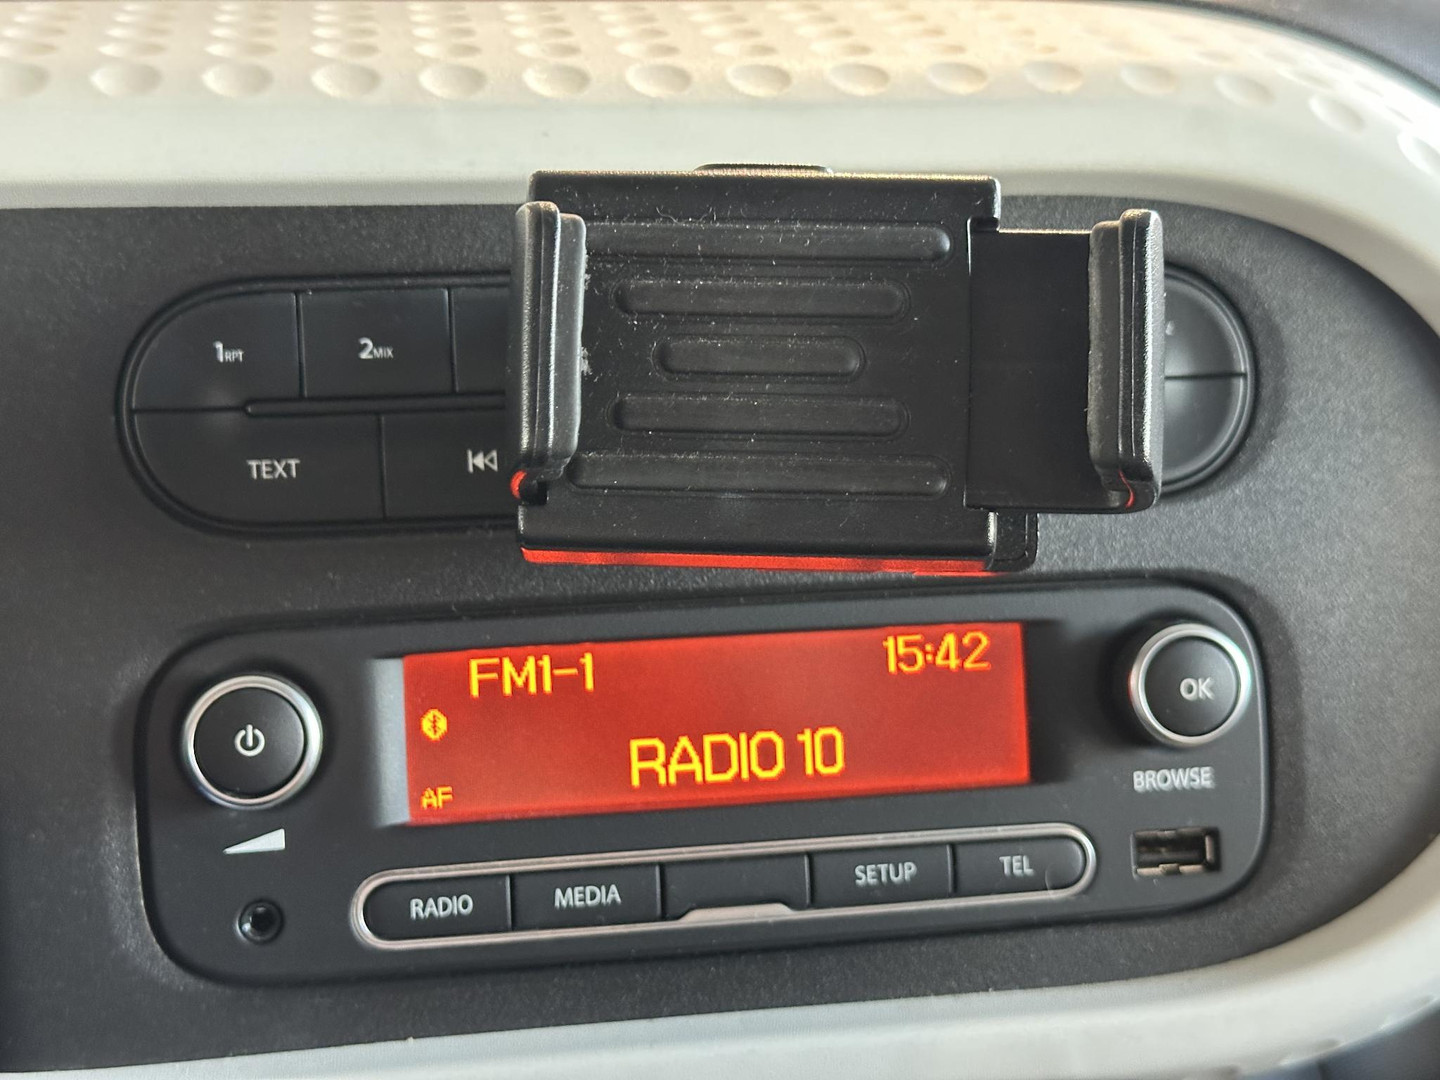 1RPT
2MIX
TEXT
FM1-1
15:42
RADIO 10
AF
OK
BROWSE
RADIO
MEDIA
SETUP
TEL